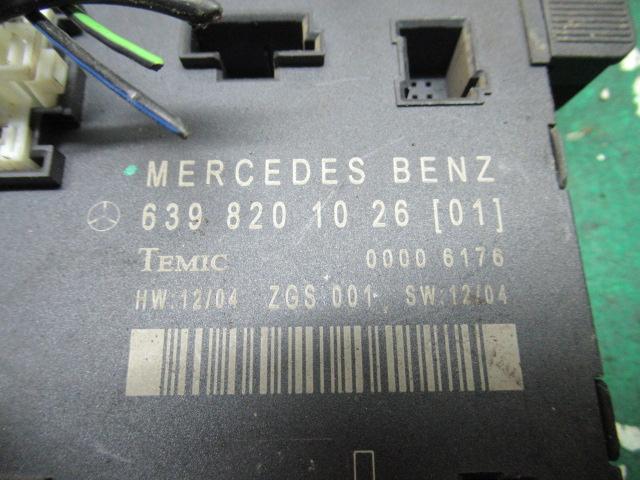 MERCEDES BENZ
639 820 10 26 [01]
TEMIC 0000 6176
HW:12/04 ZGS 001 SW:12/04